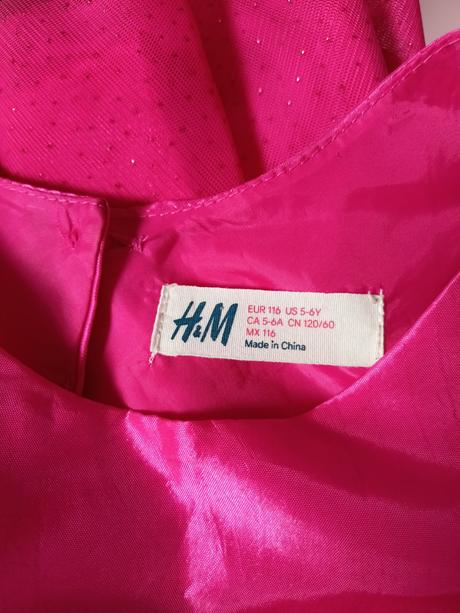 H&M
EUR 116 US 5-6Y
CA 5-6A CN 120/60
MX 116
Made in China